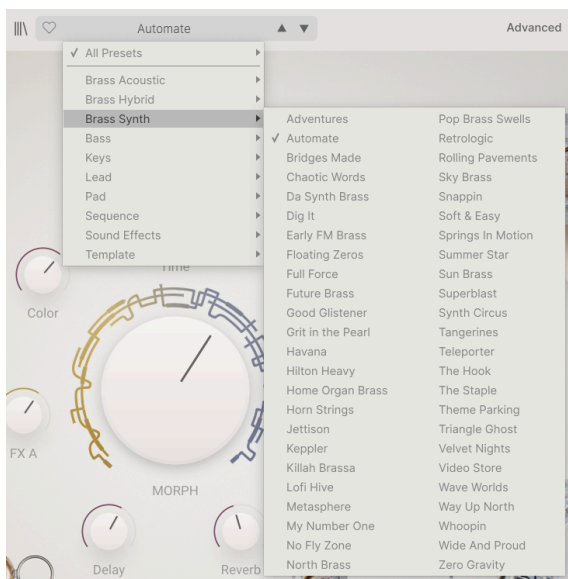 Automate
Advanced
✓ All Presets
Brass Acoustic
Brass Hybrid
Brass Synth
Bass
Keys
Lead
Pad
Sequence
Sound Effects
Template
Adventures
✓ Automate
Bridges Made
Chaotic Words
Da Synth Brass
Dig It
Early FM Brass
Floating Zeros
Full Force
Future Brass
Good Glistener
Grit in the Pearl
Havana
Hilton Heavy
Home Organ Brass
Horn Strings
Jettison
Keppler
Killah Brassa
Lofi Hive
Metasphere
My Number One
No Fly Zone
North Brass
Pop Brass Swells
Retrologic
Rolling Pavements
Sky Brass
Snappin
Soft & Easy
Springs In Motion
Summer Star
Sun Brass
Superblast
Synth Circus
Tangerines
Teleporter
The Hook
The Staple
Theme Parking
Triangle Ghost
Velvet Nights
Video Store
Wave Worlds
Way Up North
Whoopin
Wide And Proud
Zero Gravity
Time
Color
FX A
MORPH
Delay
Reverb